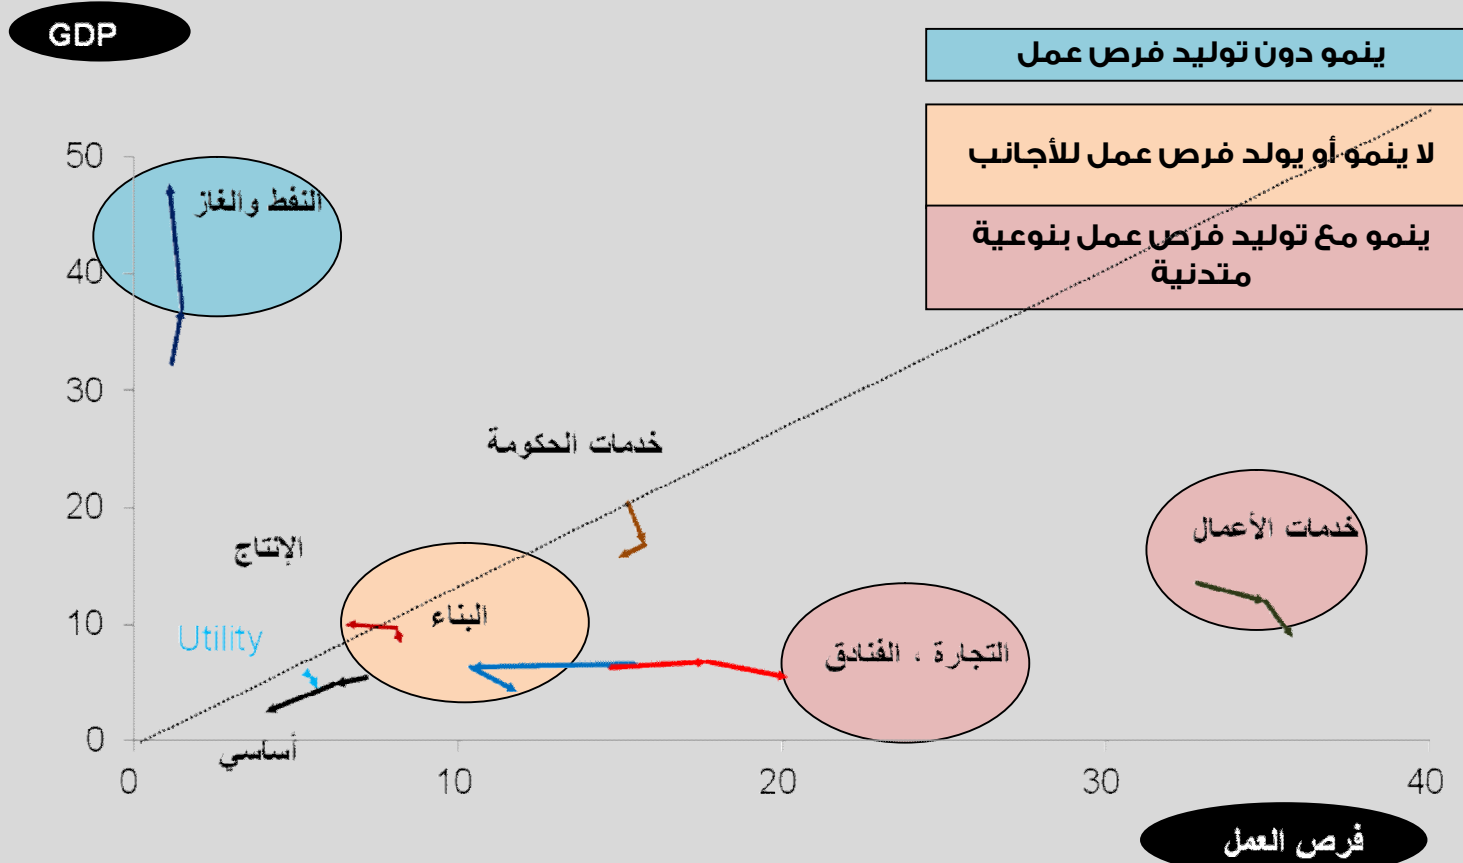 GDP
ينمو دون توليد فرص عمل
لا ينمو أو يولد فرص عمل للأجانب
ينمو مع توليد فرص عمل بنوعية
متدنية
50
النفط والغاز
40
30
خدمات الحكومة
20
خدمات الأعمال
الإنتاج
10
البناء
Utility
التجارة ، الفنادق
0
أساسي
0
10
20
30
40
فرص العمل